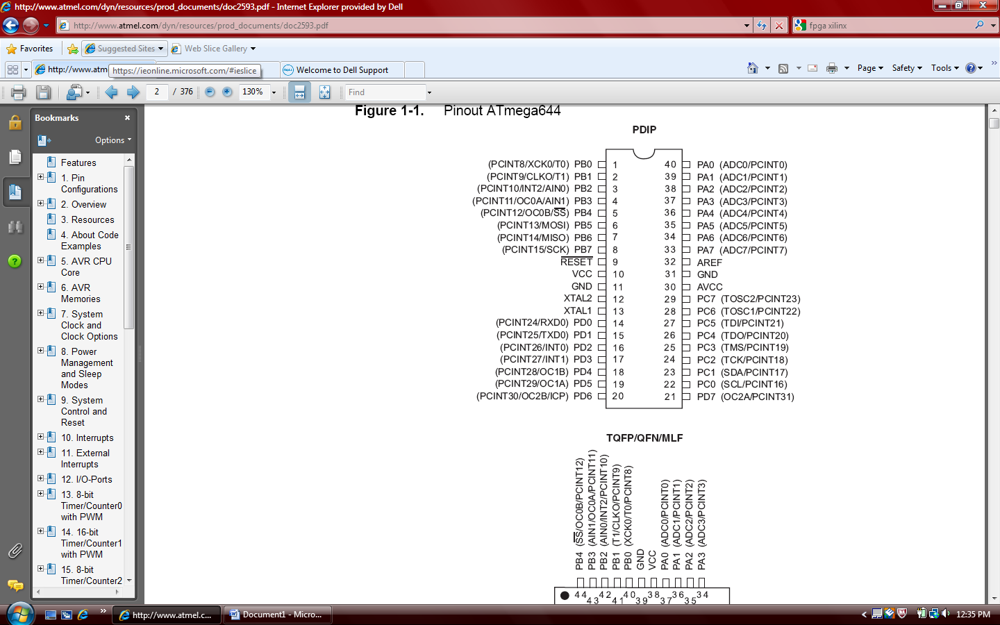 http://www.atmel.com/dyn/resources/prod_documents/doc2593.pdf - Internet Explorer provided by Dell
http://www.atmel.com/dyn/resources/prod_documents/doc2593.pdf
fpga xilinx
Favorites
Suggested Sites
Web Slice Gallery
http://www.atm
https://ieonline.microsoft.com/#ieslice
Welcome to Dell Support
Page
Safety
Tools
2 / 376
130%
Find
Bookmarks
Options
Features
1. Pin
Configurations
2. Overview
3. Resources
4. About Code
Examples
5. AVR CPU
Core
6. AVR
Memories
7. System
Clock and
Clock Options
8. Power
Management
and Sleep
Modes
9. System
Control and
Reset
10. Interrupts
11. External
Interrupts
12. I/O-Ports
13. 8-bit
Timer/Counter0
with PWM
14. 16-bit
Timer/Counter1
with PWM
15. 8-bit
Timer/Counter2
Figure 1-1. Pinout ATmega644
PDIP
(PCINT8/XCK0/T0) PB0 1 40 PA0 (ADC0/PCINT0)
(PCINT9/CLKO/T1) PB1 2 39 PA1 (ADC1/PCINT1)
(PCINT10/INT2/AIN0) PB2 3 38 PA2 (ADC2/PCINT2)
(PCINT11/OC0A/AIN1) PB3 4 37 PA3 (ADC3/PCINT3)
(PCINT12/OC0B/SS) PB4 5 36 PA4 (ADC4/PCINT4)
(PCINT13/MOSI) PB5 6 35 PA5 (ADC5/PCINT5)
(PCINT14/MISO) PB6 7 34 PA6 (ADC6/PCINT6)
(PCINT15/SCK) PB7 8 33 PA7 (ADC7/PCINT7)
RESET 9 32 AREF
VCC 10 31 GND
GND 11 30 AVCC
XTAL2 12 29 PC7 (TOSC2/PCINT23)
XTAL1 13 28 PC6 (TOSC1/PCINT22)
(PCINT24/RXD0) PD0 14 27 PC5 (TDI/PCINT21)
(PCINT25/TXD0) PD1 15 26 PC4 (TDO/PCINT20)
(PCINT26/INT0) PD2 16 25 PC3 (TMS/PCINT19)
(PCINT27/INT1) PD3 17 24 PC2 (TCK/PCINT18)
(PCINT28/OC1B) PD4 18 23 PC1 (SDA/PCINT17)
(PCINT29/OC1A) PD5 19 22 PC0 (SCL/PCINT16)
(PCINT30/OC2B/ICP) PD6 20 21 PD7 (OC2A/PCINT31)
TQFP/QFN/MLF
PB4 (SS/OC0B/PCINT12)
PB3 (AIN1/OC0A/PCINT11)
PB2 (AIN0/INT2/PCINT10)
PB1 (T1/CLKO/PCINT9)
PB0 (XCK0/T0/PCINT8)
GND
VCC
PA0 (ADC0/PCINT0)
PA1 (ADC1/PCINT1)
PA2 (ADC2/PCINT2)
PA3 (ADC3/PCINT3)
44 43 42 41 40 39 38 37 36 35 34
http://www.atmel.c...
Document1 - Micro...
12:35 PM